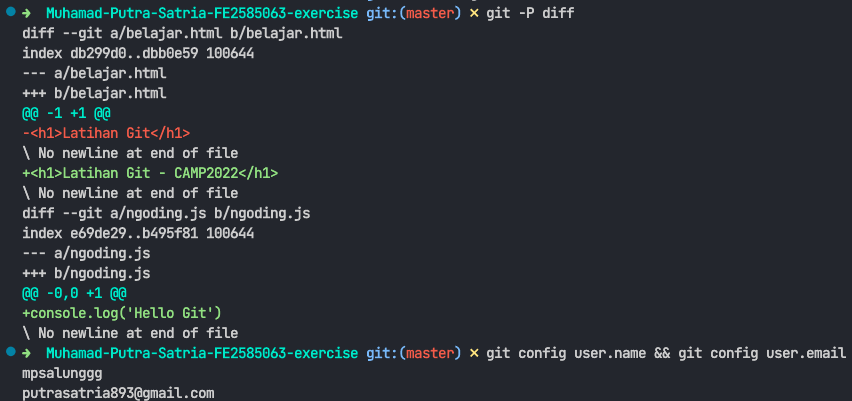 ➜ Muhamad-Putra-Satria-FE2585063-exercise git:(master) ✗ git -P diff
diff --git a/belajar.html b/belajar.html
index db299d0..dbb0e59 100644
--- a/belajar.html
+++ b/belajar.html
@@ -1 +1 @@
-<h1>Latihan Git</h1>
\ No newline at end of file
+<h1>Latihan Git - CAMP2022</h1>
\ No newline at end of file
diff --git a/ngoding.js b/ngoding.js
index e69de29..b495f81 100644
--- a/ngoding.js
+++ b/ngoding.js
@@ -0,0 +1 @@
+console.log('Hello Git')
\ No newline at end of file
➜ Muhamad-Putra-Satria-FE2585063-exercise git:(master) ✗ git config user.name && git config user.email
mpsalunggg
putrasatria893@gmail.com